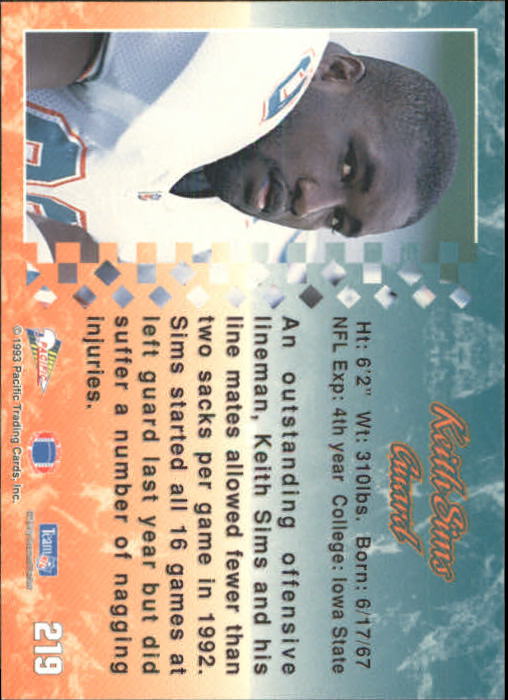 Keith Sims
Guard
Ht: 6'2" Wt: 310lbs. Born: 6/17/67
NFL Exp: 4th year College: Iowa State
An outstanding offensive
lineman, Keith Sims and his
line mates allowed fewer than
two sacks per game in 1992.
Sims started all 16 games at
left guard last year but did
suffer a number of nagging
injuries.
PACIFIC
Team NFL
©1993 Pacific Trading Cards, Inc.
219